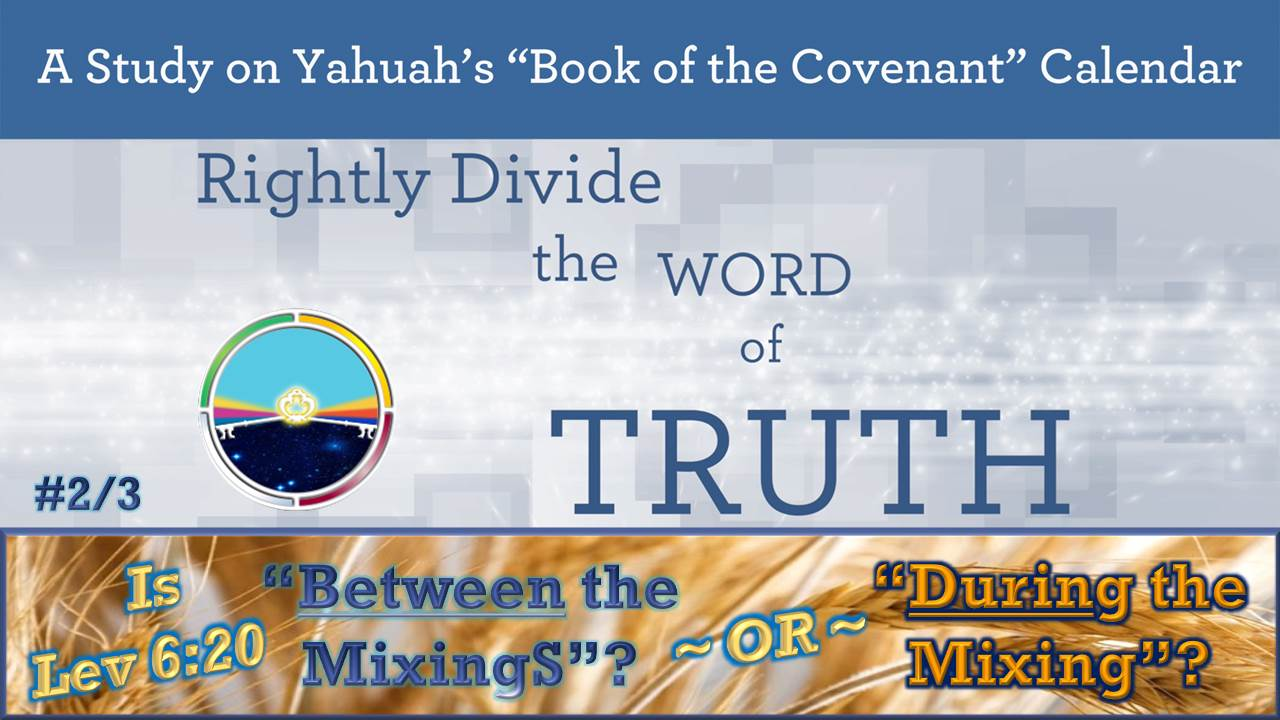 A Study on Yahuah’s “Book of the Covenant” Calendar
Rightly Divide
the WORD
of
TRUTH
#2/3
Is
Lev 6:20
“Between the
MixingS”?
~ OR ~
“During the
Mixing”?